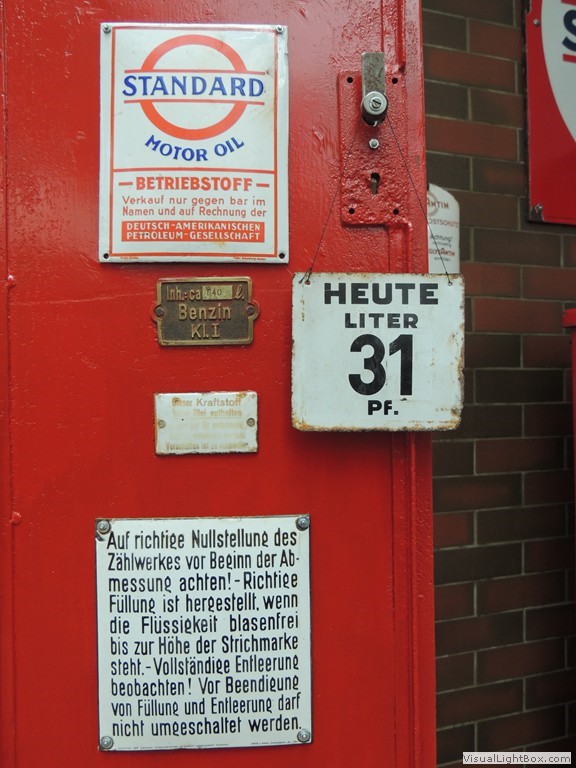 STANDARD
MOTOR OIL
BETRIEBSTOFF
Verkauf nur gegen bar im
Namen und auf Rechnung der
DEUTSCH-AMERIKANISCHEN
PETROLEUM-GESELLSCHAFT
Inh.: ca 740 l.
Benzin
Kl. I
Kraftstoff
Blei enthalten
HEUTE
LITER
31
PF.
Auf richtige Nullstellung des
Zählwerkes vor Beginn der Ab-
messung achten! - Richtige
Füllung ist hergestellt, wenn
die Flüssigkeit blasenfrei
bis zur Höhe der Strichmarke
steht. - Vollständige Entleerung
beobachten! Vor Beendigung
von Füllung und Entleerung darf
nicht umgeschaltet werden.
VisualLightBox.com